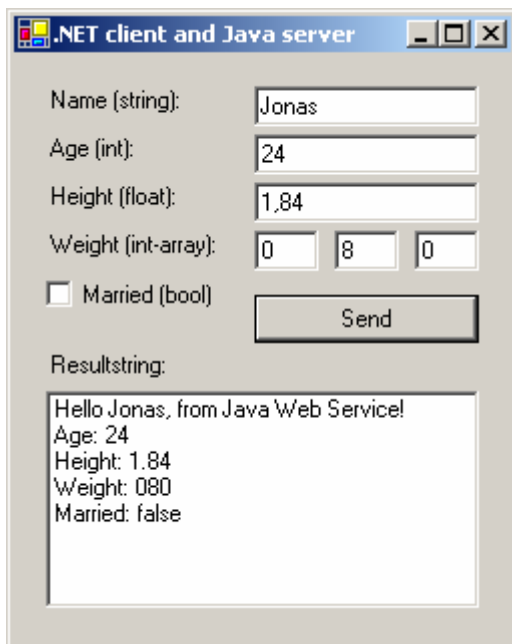 .NET client and Java server
Name (string):
Jonas
Age (int):
24
Height (float):
1,84
Weight (int-array):
0 8 0
Married (bool)
Send
Resultstring:
Hello Jonas, from Java Web Service!
Age: 24
Height: 1.84
Weight: 080
Married: false